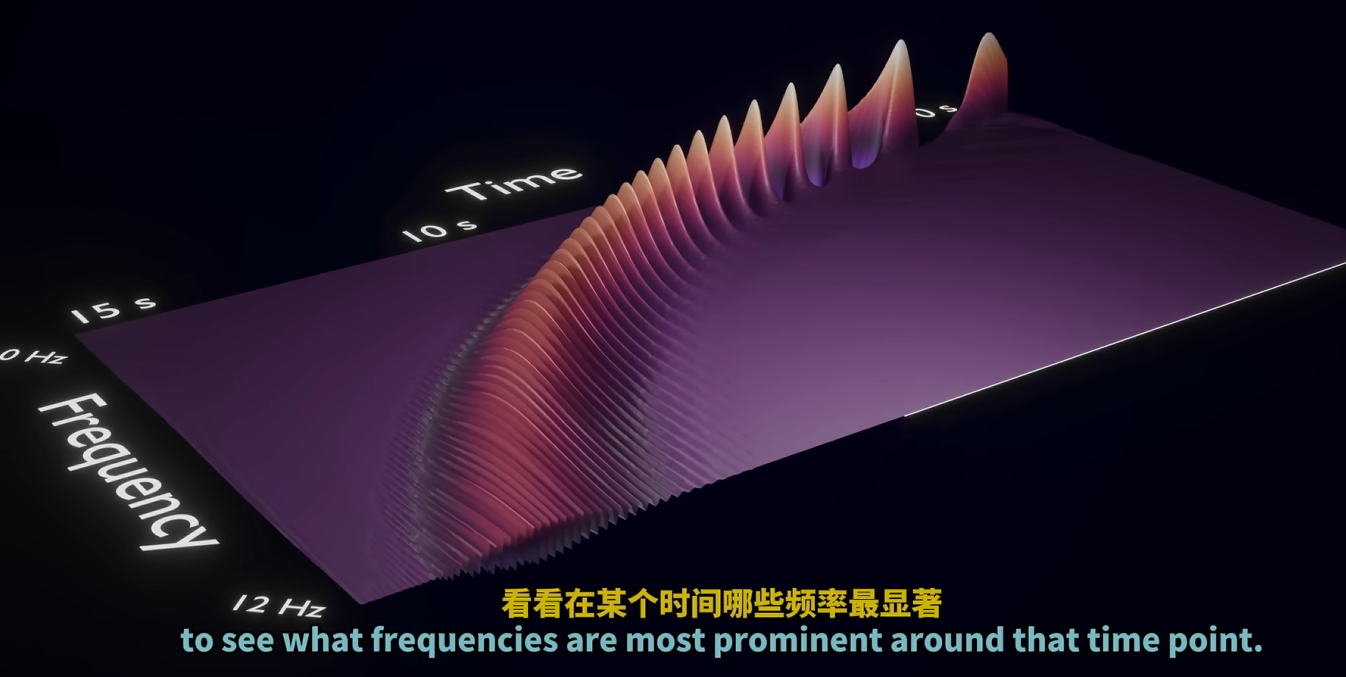 0 s
Time
10 s
15 s
0 Hz
Frequency
12 Hz
看看在某个时间哪些频率最显著
to see what frequencies are most prominent around that time point.